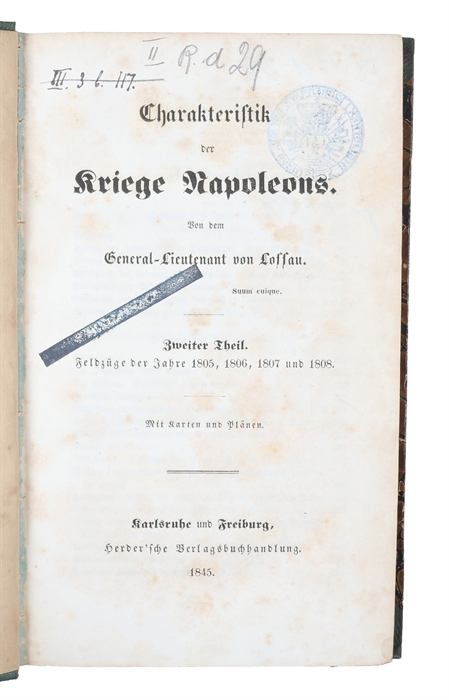 II R. d 29
III. 3 6. 117.
Charakteristik
der
Kriege Napoleons.
Von dem
General-Lieutenant von Lossau.
Suum cuique.
Zweiter Theil.
Feldzüge der Jahre 1805, 1806, 1807 und 1808.
Mit Karten und Plänen.
Karlsruhe und Freiburg,
Herder'sche Verlagsbuchhandlung.
1845.